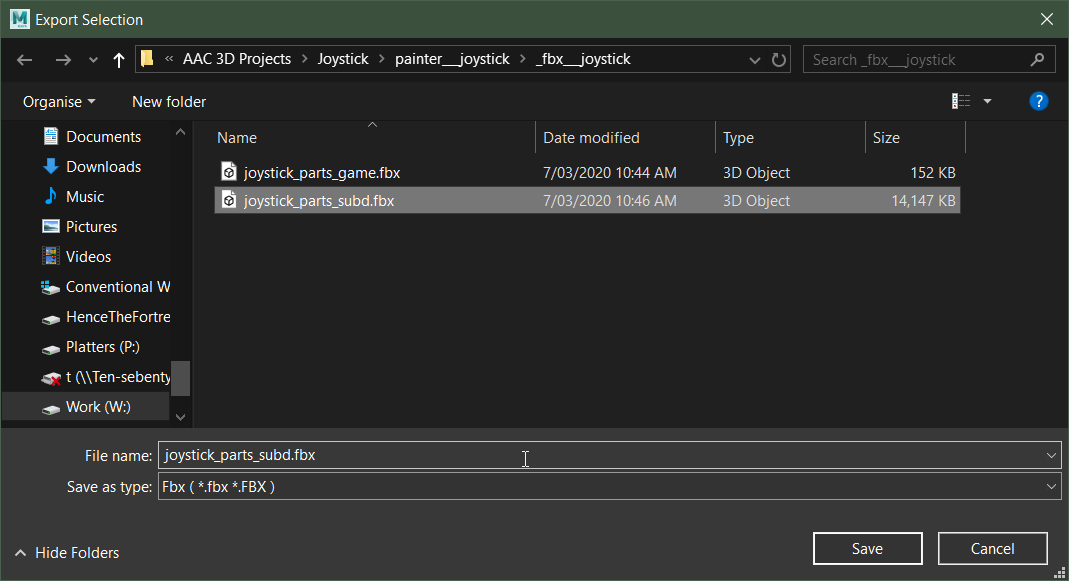 Export Selection
« AAC 3D Projects > Joystick > painter__joystick > _fbx__joystick
Search _fbx__joystick
Organise
New folder
?
Documents
Downloads
Music
Pictures
Videos
Conventional W
HenceTheFortre
Platters (P:)
t (\\Ten-sebenty
Work (W:)
Name Date modified Type Size
joystick_parts_game.fbx 7/03/2020 10:44 AM 3D Object 152 KB
joystick_parts_subd.fbx 7/03/2020 10:46 AM 3D Object 14,147 KB
File name: joystick_parts_subd.fbx
Save as type: Fbx ( *.fbx *.FBX )
Hide Folders
Save
Cancel